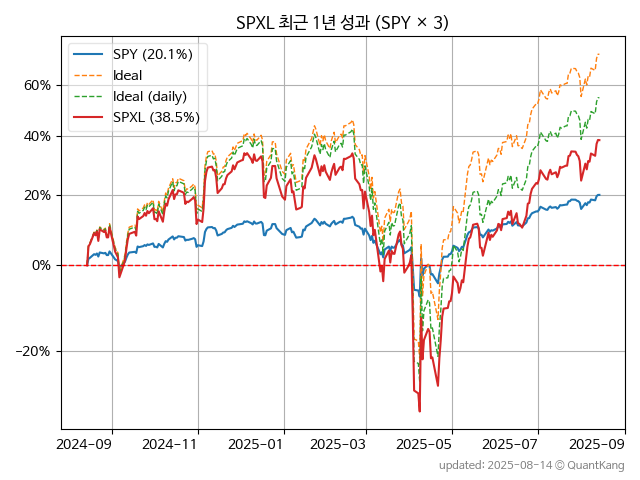 SPXL 최근 1년 성과 (SPY × 3)
SPY (20.1%)
Ideal
Ideal (daily)
SPXL (38.5%)
60%
40%
20%
0%
−20%
2024-09
2024-11
2025-01
2025-03
2025-05
2025-07
2025-09
updated: 2025-08-14 © QuantKang